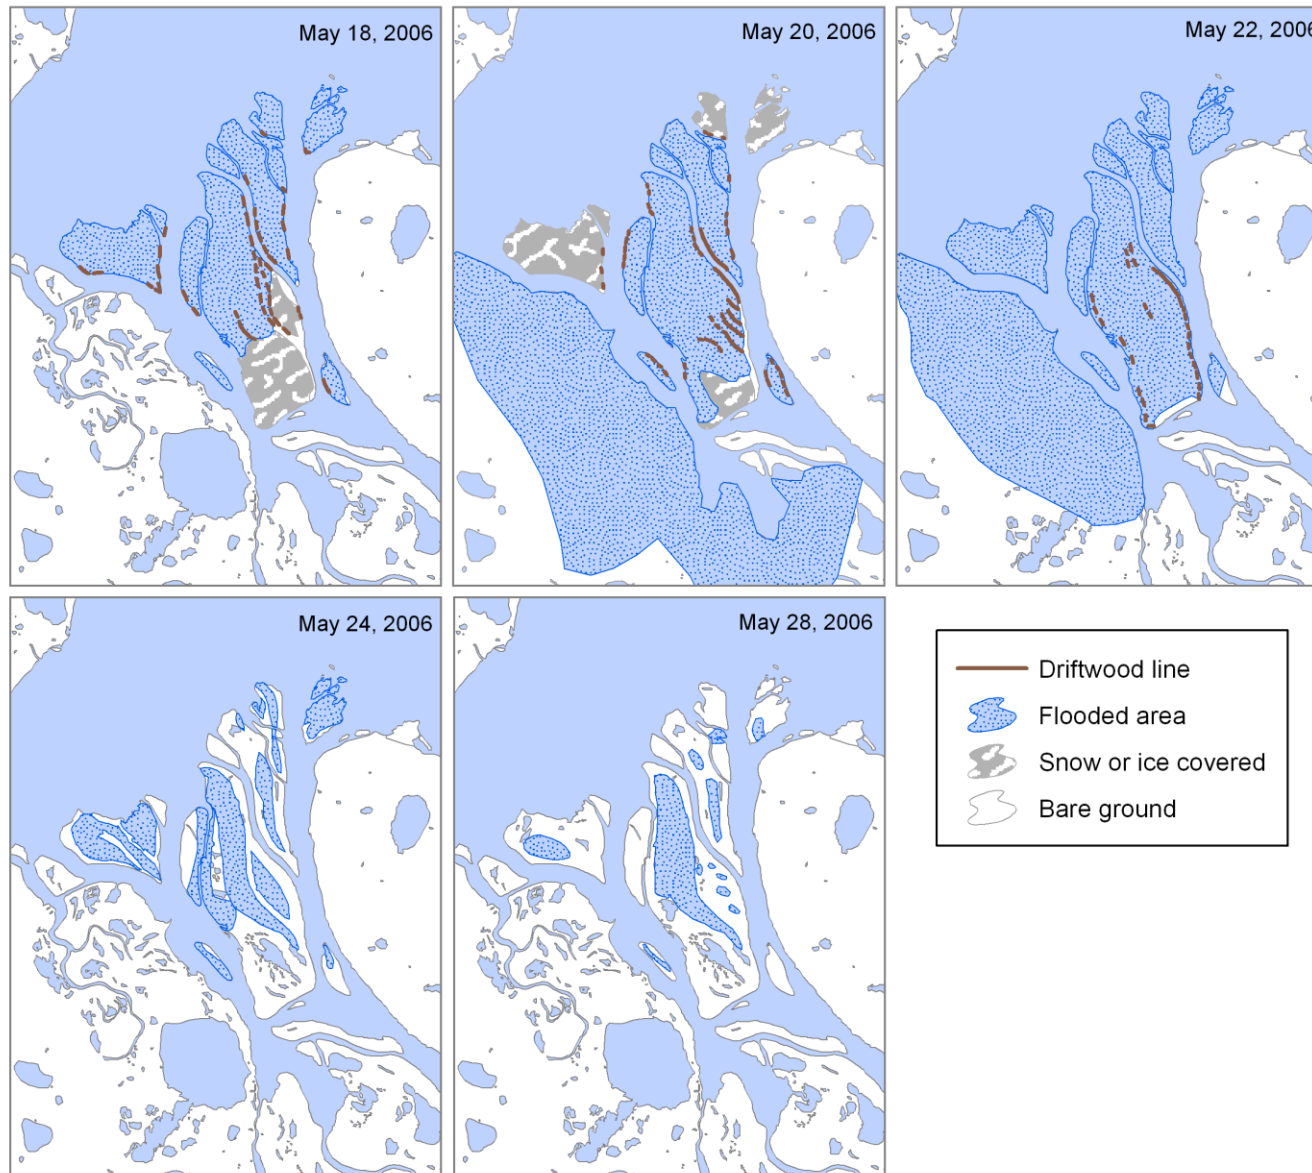 May 18, 2006
May 20, 2006
May 22, 2006
May 24, 2006
May 28, 2006
Driftwood line
Flooded area
Snow or ice covered
Bare ground